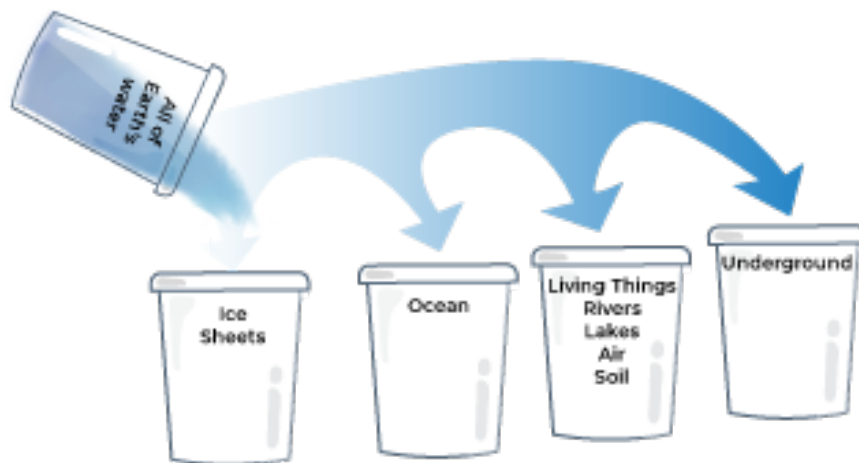 All of
Earth's
water
Ice
Sheets
Ocean
Living Things
Rivers
Lakes
Air
Soil
Underground